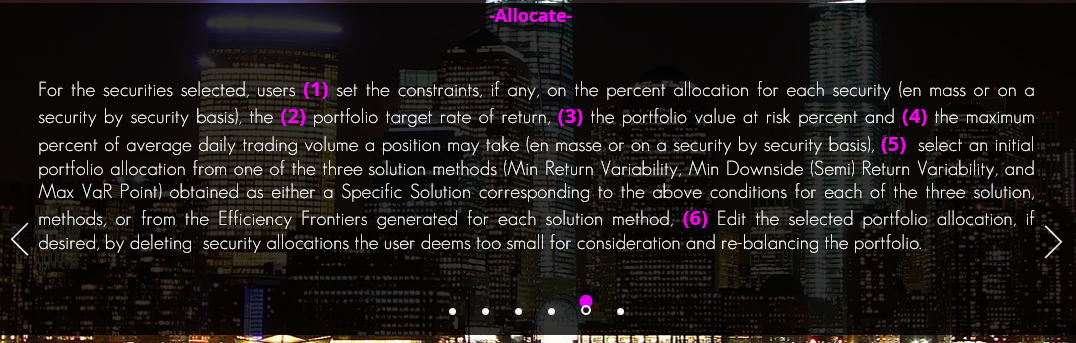 -Allocate-
For the securities selected, users (1) set the constraints, if any, on the percent allocation for each security (en mass or on a
security by security basis), the (2) portfolio target rate of return, (3) the portfolio value at risk percent and (4) the maximum
percent of average daily trading volume a position may take (en masse or on a security by security basis), (5) select an initial
portfolio allocation from one of the three solution methods (Min Return Variability, Min Downside (Semi) Return Variability, and
Max VaR Point) obtained as either a Specific Solution corresponding to the above conditions for each of the three solution,
methods, or from the Efficiency Frontiers generated for each solution method, (6) Edit the selected portfolio allocation, if
desired, by deleting security allocations the user deems too small for consideration and re-balancing the portfolio.